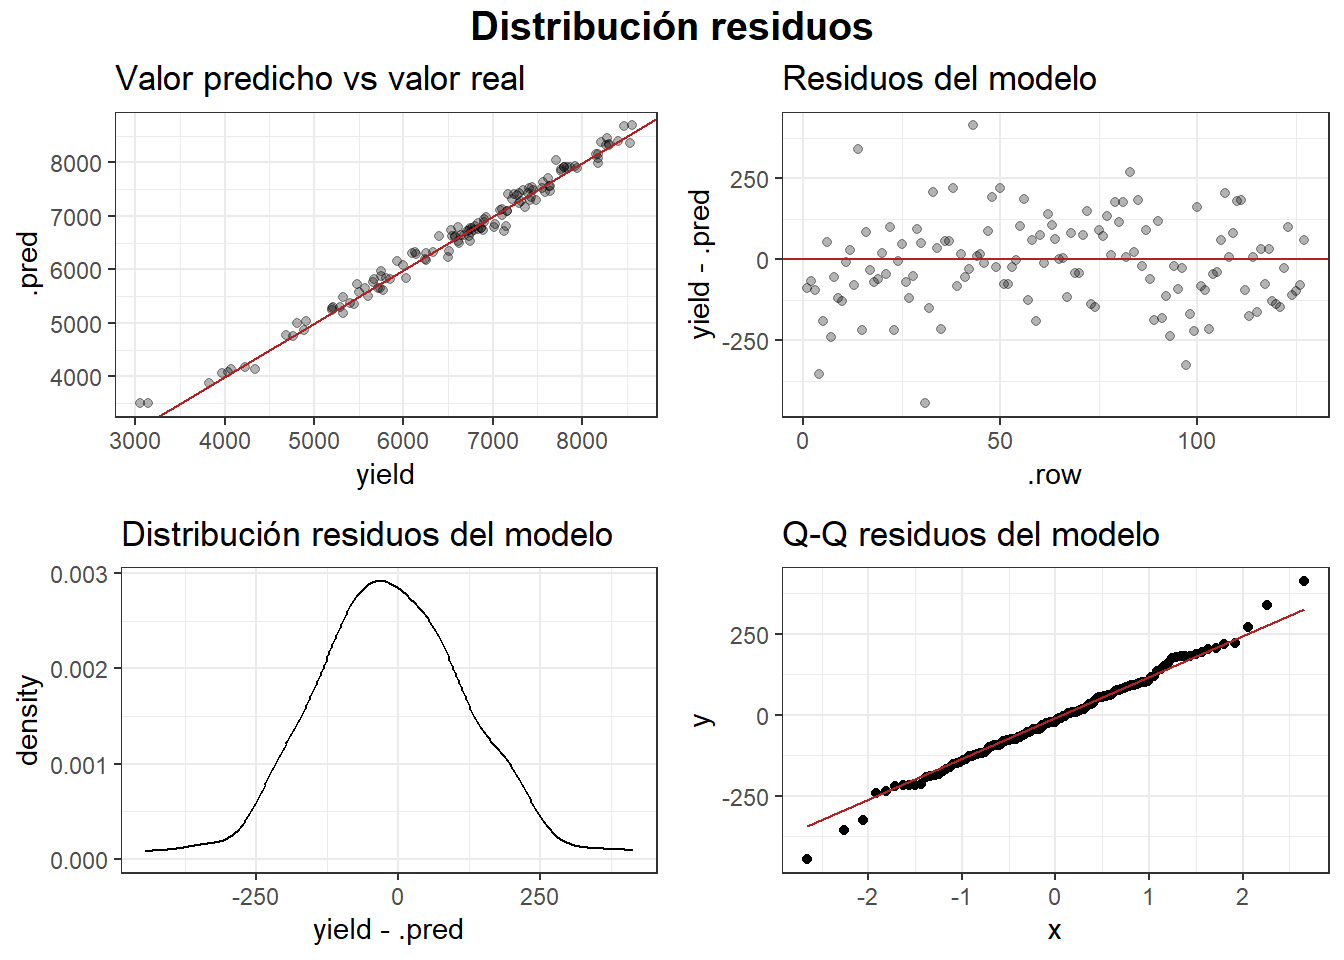 Distribución residuos
Valor predicho vs valor real
.pred
8000
7000
6000
5000
4000
3000 4000 5000 6000 7000 8000
yield
Residuos del modelo
yield - .pred
250
0
-250
0 50 100
.row
Distribución residuos del modelo
density
0.003
0.002
0.001
0.000
-250 0 250
yield - .pred
Q-Q residuos del modelo
y
250
0
-250
-2 -1 0 1 2
x